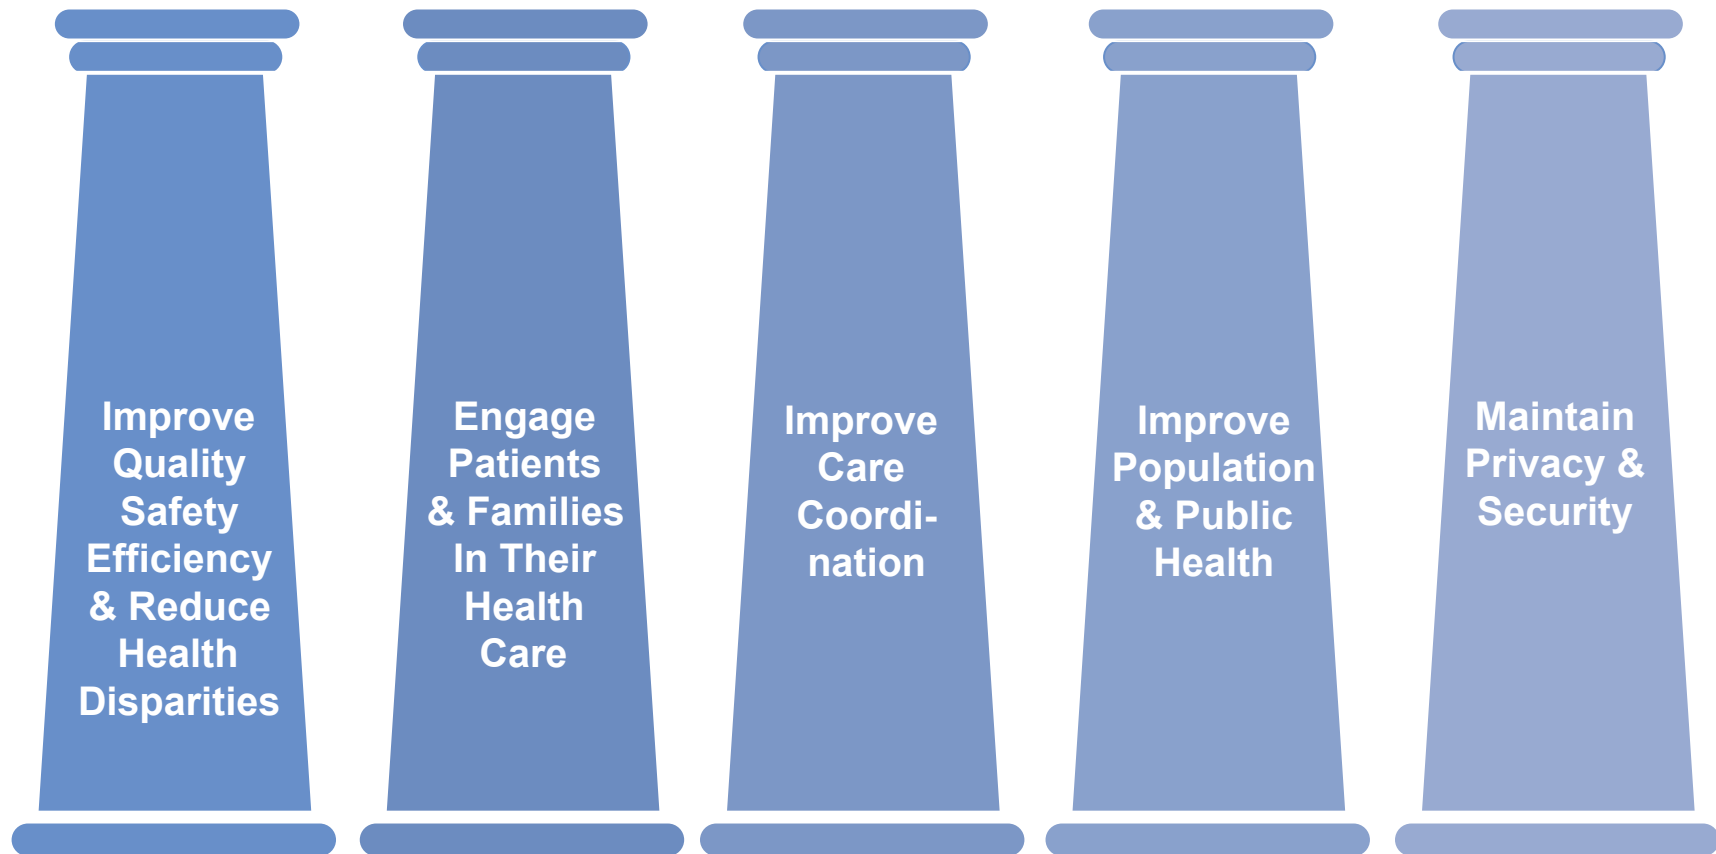 Improve
Quality
Safety
Efficiency
& Reduce
Health
Disparities
Engage
Patients
& Families
In Their
Health
Care
Improve
Care
Coordi-
nation
Improve
Population
& Public
Health
Maintain
Privacy &
Security